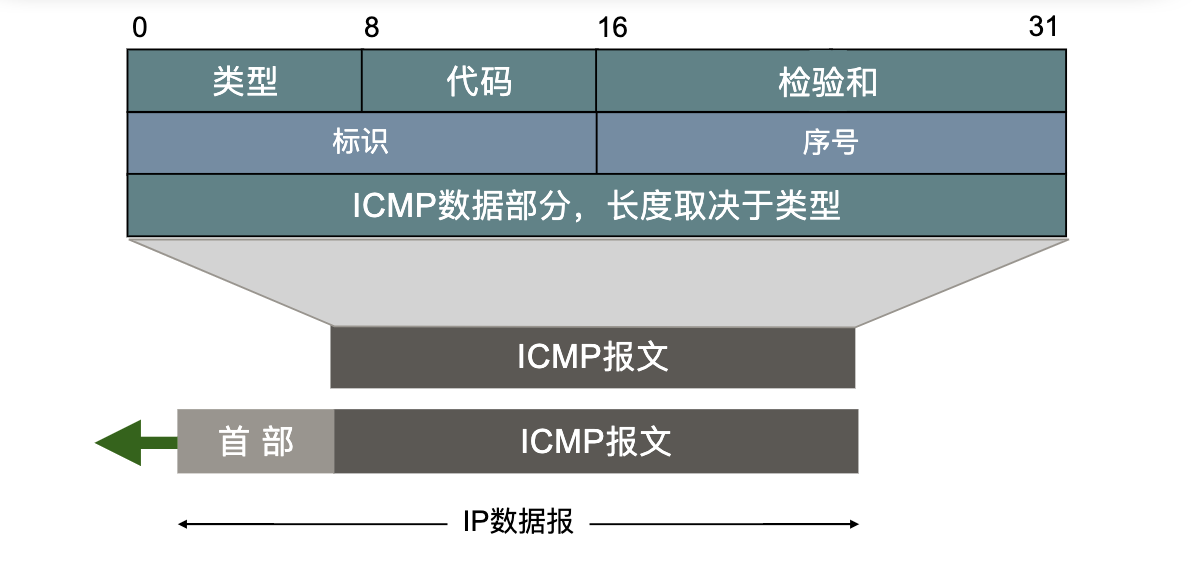 0 8 16 31
类型 代码 检验和
标识 序号
ICMP数据部分，长度取决于类型
ICMP报文
首 部 ICMP报文
IP数据报